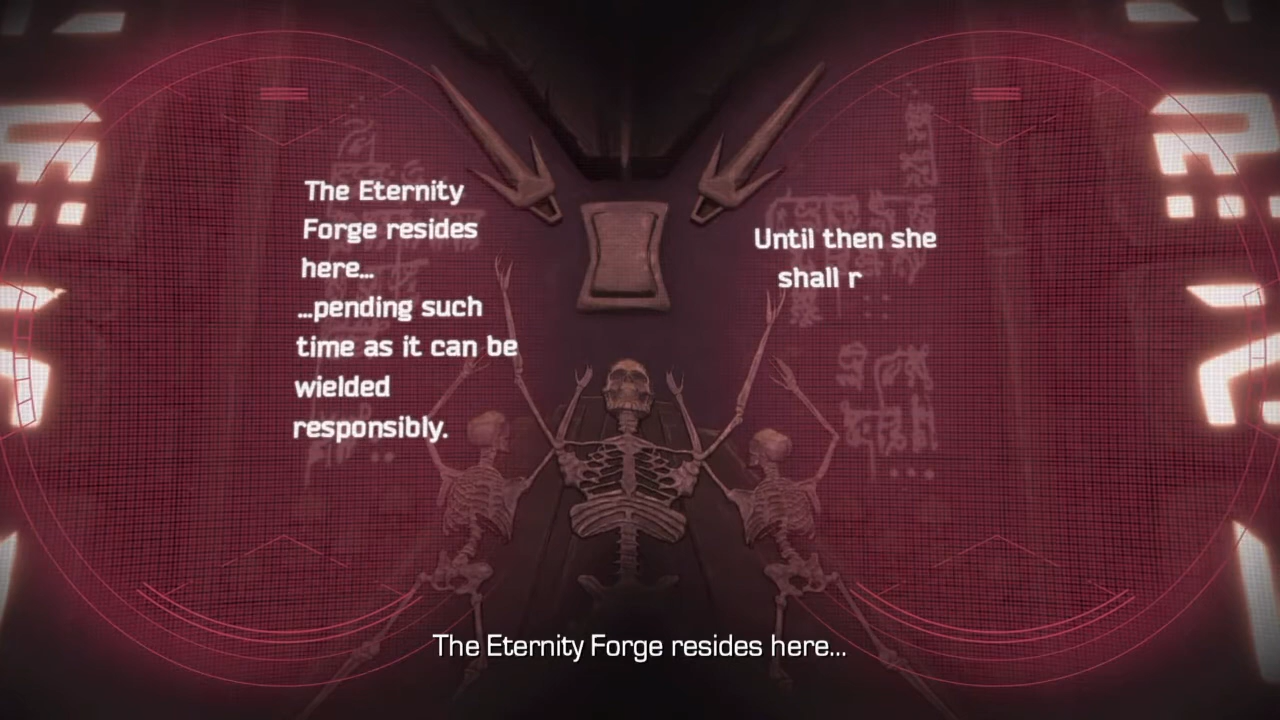 The Eternity
Forge resides
here...
...pending such
time as it can be
wielded
responsibly.
Until then she
shall r
The Eternity Forge resides here...